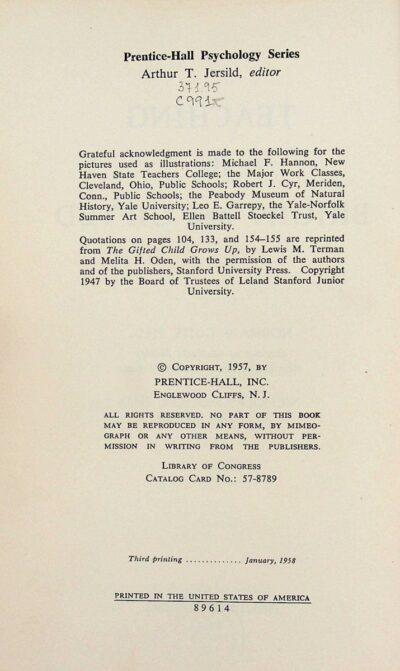 Prentice-Hall Psychology Series
Arthur T. Jersild, editor
37195
Grateful acknowledgment is made to the following for the
pictures used as illustrations: Michael F. Hannon, New
Haven State Teachers College; the Major Work Classes,
Cleveland, Ohio, Public Schools; Robert J. Cyr, Meriden,
Conn., Public Schools; the Peabody Museum of Natural
History, Yale University; Leo E. Garrepy, the Yale-Norfolk
Summer Art School, Ellen Battell Stoeckel Trust, Yale
University.
Quotations on pages 104, 133, and 154–155 are reprinted
from The Gifted Child Grows Up, by Lewis M. Terman
and Melita H. Oden, with the permission of the authors
and of the publishers, Stanford University Press. Copyright
1947 by the Board of Trustees of Leland Stanford Junior
University.
© Copyright, 1957, by
PRENTICE-HALL, INC.
Englewood Cliffs, N. J.
ALL RIGHTS RESERVED. NO PART OF THIS BOOK
MAY BE REPRODUCED IN ANY FORM, BY MIMEO-
GRAPH OR ANY OTHER MEANS, WITHOUT PER-
MISSION IN WRITING FROM THE PUBLISHERS.
Library of Congress
Catalog Card No.: 57-8789
Third printing .............. January, 1958
PRINTED IN THE UNITED STATES OF AMERICA
89614